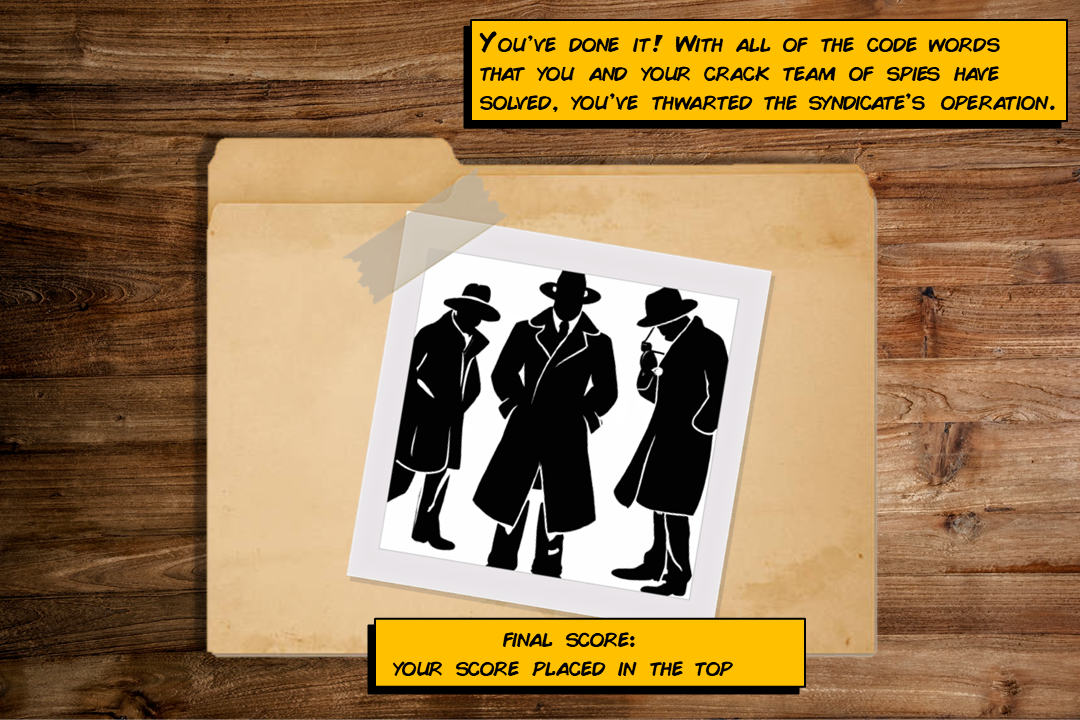 You've done it! With all of the code words
that you and your crack team of spies have
solved, you've thwarted the Syndicate's operation.
Final Score:
Your score placed in the top